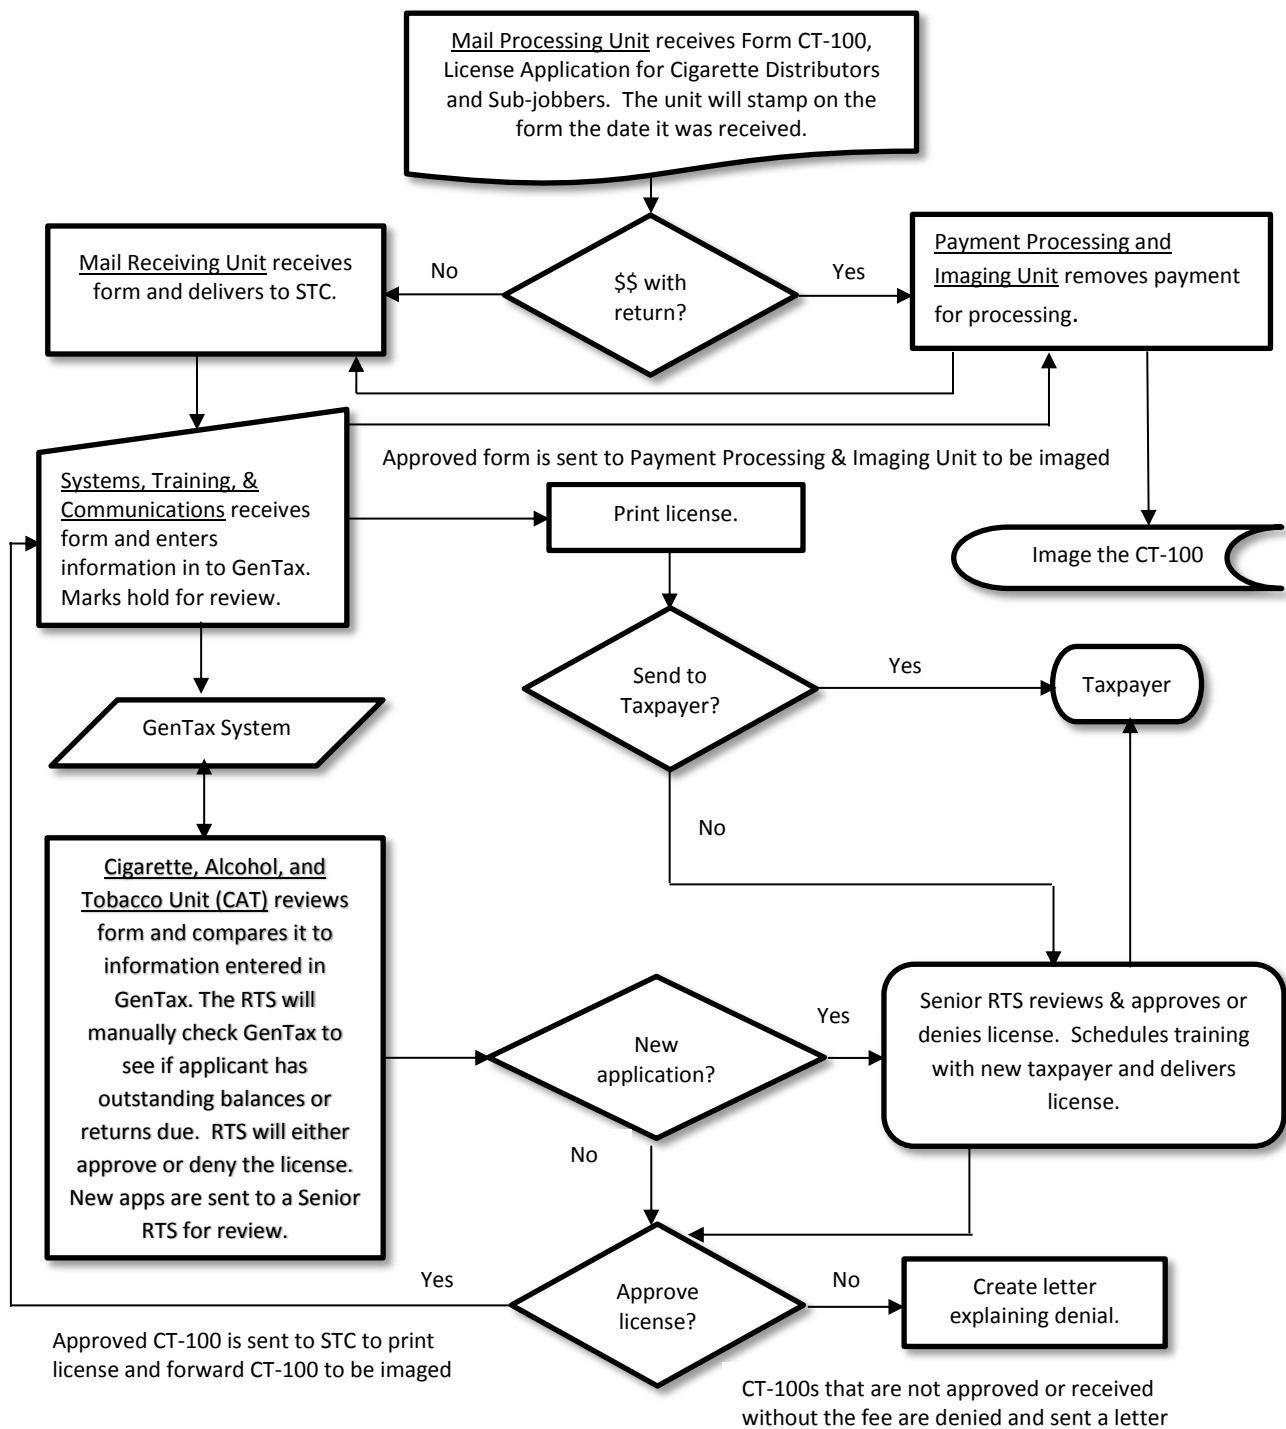 Mail Processing Unit receives Form CT-100,
License Application for Cigarette Distributors
and Sub-jobbers.  The unit will stamp on the
form the date it was received.
Mail Receiving Unit receives
form and delivers to STC.
No
$$ with
return?
Yes
Payment Processing and
Imaging Unit removes payment
for processing.
Approved form is sent to Payment Processing & Imaging Unit to be imaged
Systems, Training, &
Communications receives
form and enters
information in to GenTax.
Marks hold for review.
Print license.
Image the CT-100
Send to
Taxpayer?
Yes
Taxpayer
GenTax System
No
Cigarette, Alcohol, and
Tobacco Unit (CAT) reviews
form and compares it to
information entered in
GenTax. The RTS will
manually check GenTax to
see if applicant has
outstanding balances or
returns due.  RTS will either
approve or deny the license.
New apps are sent to a Senior
RTS for review.
New
application?
Yes
Senior RTS reviews & approves or
denies license.  Schedules training
with new taxpayer and delivers
license.
No
Yes
Approve
license?
No
Create letter
explaining denial.
Approved CT-100 is sent to STC to print
license and forward CT-100 to be imaged
CT-100s that are not approved or received
without the fee are denied and sent a letter